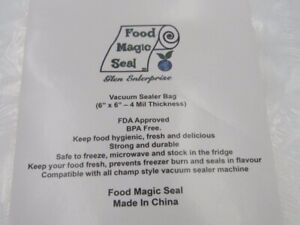 Food
Magic
Seal
Glen Enterprise
Vacuum Sealer Bag
(6" x 6" – 4 Mil Thickness)
FDA Approved
BPA Free.
Keep food hygienic, fresh and delicious
Strong and durable
Safe to freeze, microwave and stock in the fridge
Keep your food fresh, prevents freezer burn and seals in flavour
Compatible with all champ style vacuum sealer machine
Food Magic Seal
Made In China